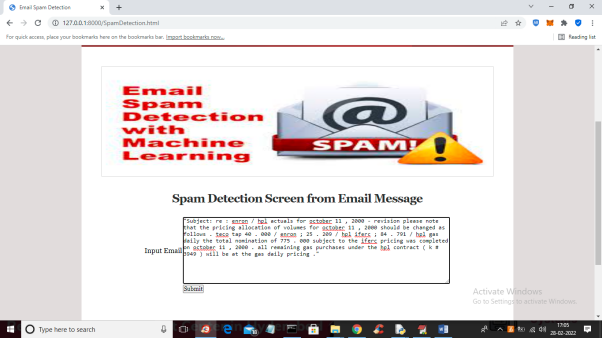 Email Spam Detection
127.0.0.1:8000/SpamDetection.html
For quick access, place your bookmarks here on the bookmarks bar. Import bookmarks now...
Reading list
Email
Spam
Detection
with
Machine
Learning
@
SPAM!
Spam Detection Screen from Email Message
Input Email
"Subject: re : enron / hpl actuals for october 11 , 2000 - revision please note
that the pricing allocation of volumes for october 11 , 2000 should be changed as
follows . teco tap 40 . 000 / enron ; 25 . 209 / hpl iferc ; 84 . 791 / hpl gas
daily the total nomination of 775 . 000 subject to the iferc pricing was completed
on october 11 , 2000 . all remaining gas purchases under the hpl contract ( k #
3949 ) will be at the gas daily pricing ."
Submit
Activate Windows
Go to Settings to activate Windows.
Type here to search
17:05
28-02-2022